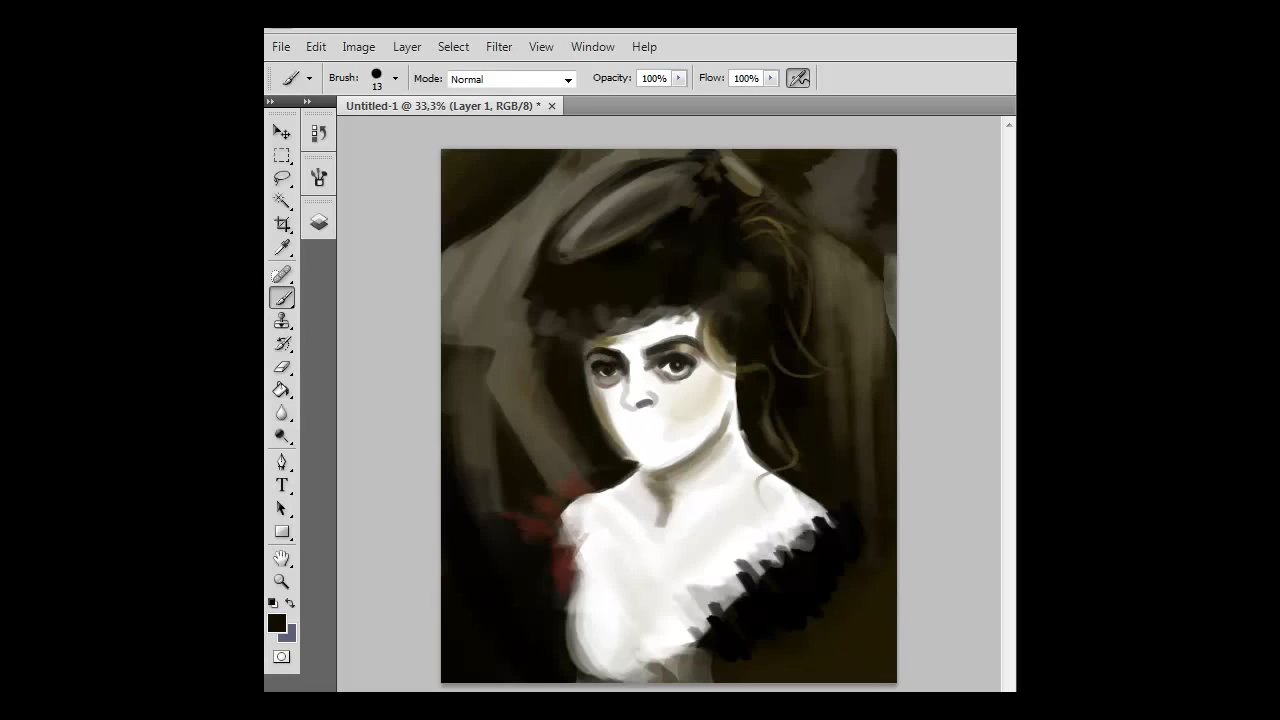 File Edit Image Layer Select Filter View Window Help
Brush: 13 Mode: Normal Opacity: 100% Flow: 100%
Untitled-1 @ 33,3% (Layer 1, RGB/8) *
T